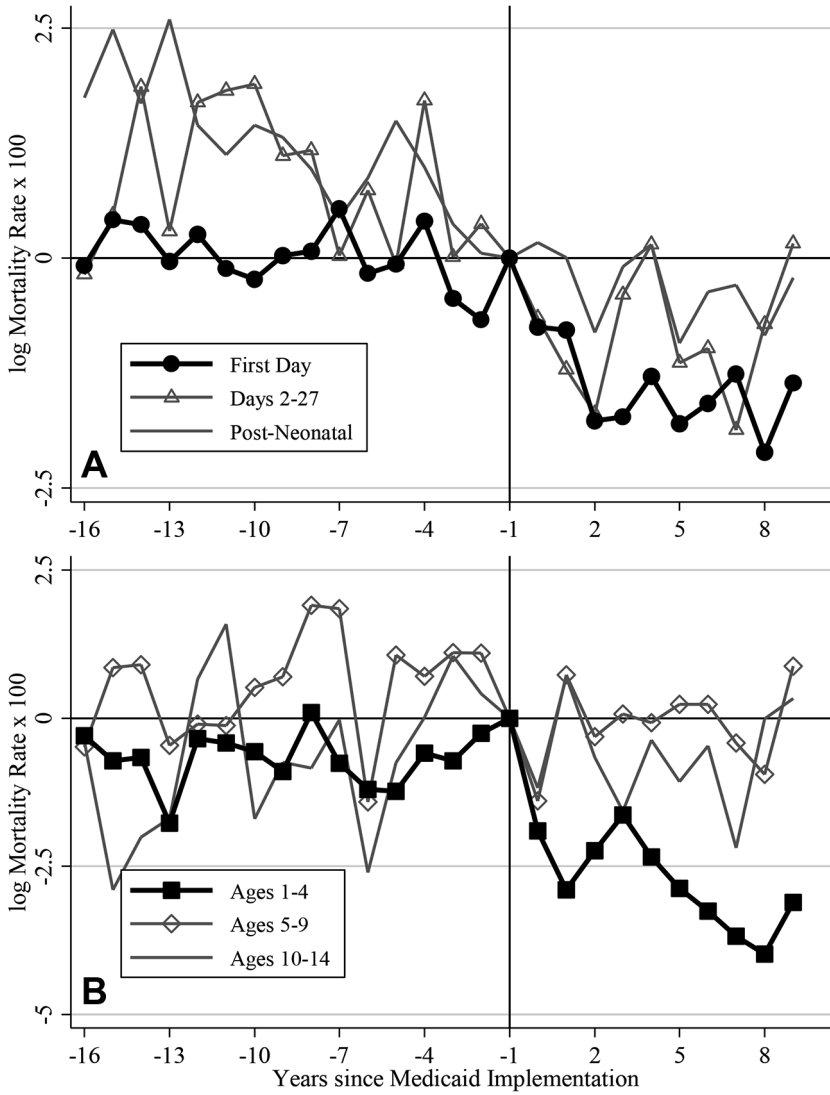 2.5
0
-2.5
log Mortality Rate x 100
First Day
Days 2-27
Post-Neonatal
A
-16 -13 -10 -7 -4 -1 2 5 8
2.5
0
-2.5
-5
log Mortality Rate x 100
Ages 1-4
Ages 5-9
Ages 10-14
B
-16 -13 -10 -7 -4 -1 2 5 8
Years since Medicaid Implementation